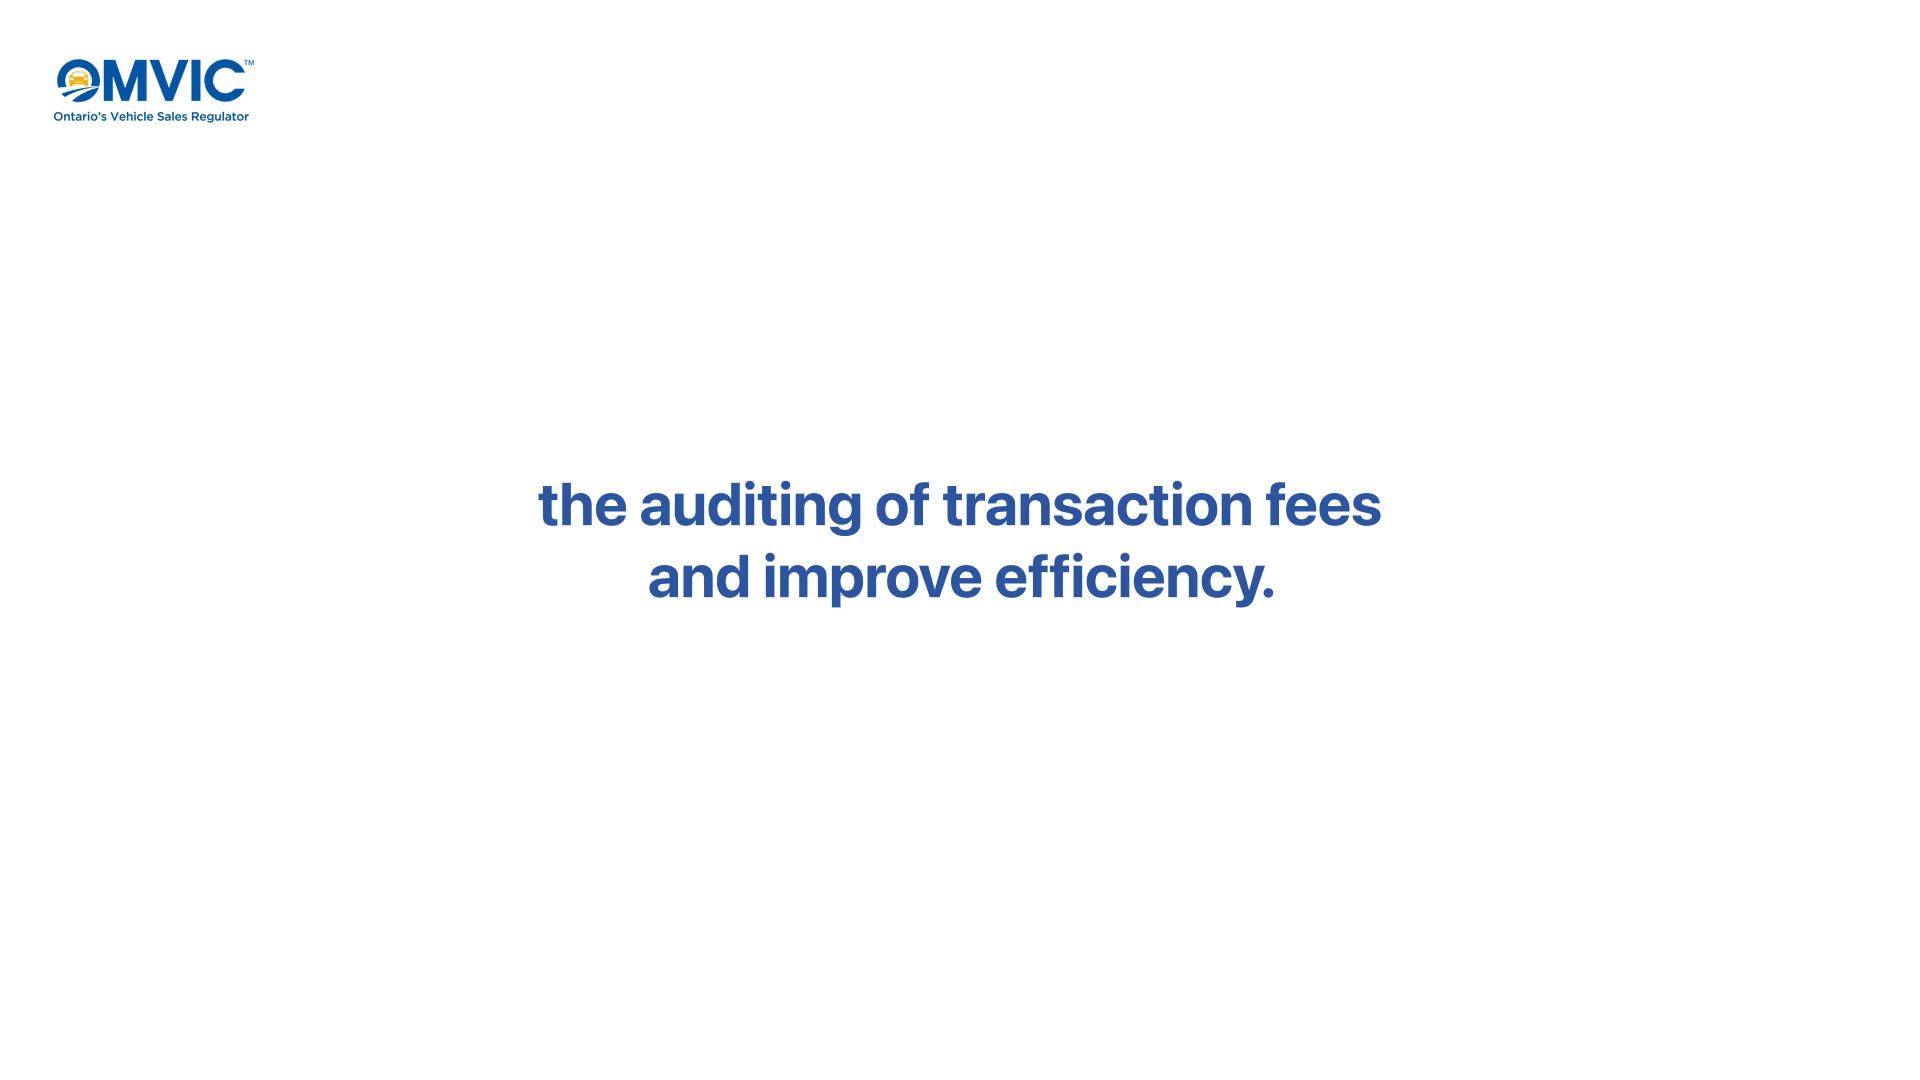 OMVIC™
Ontario's Vehicle Sales Regulator
the auditing of transaction fees
and improve efficiency.